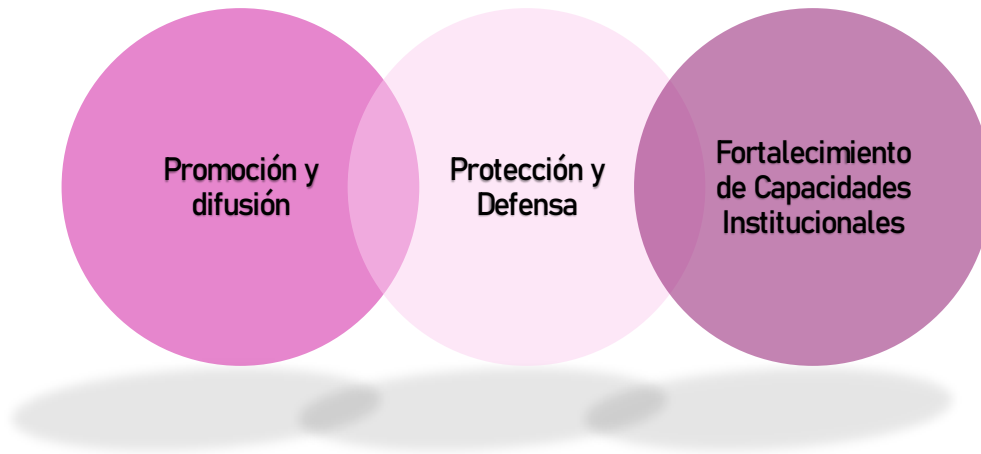 Promoción y
difusión
Protección y
Defensa
Fortalecimiento
de Capacidades
Institucionales